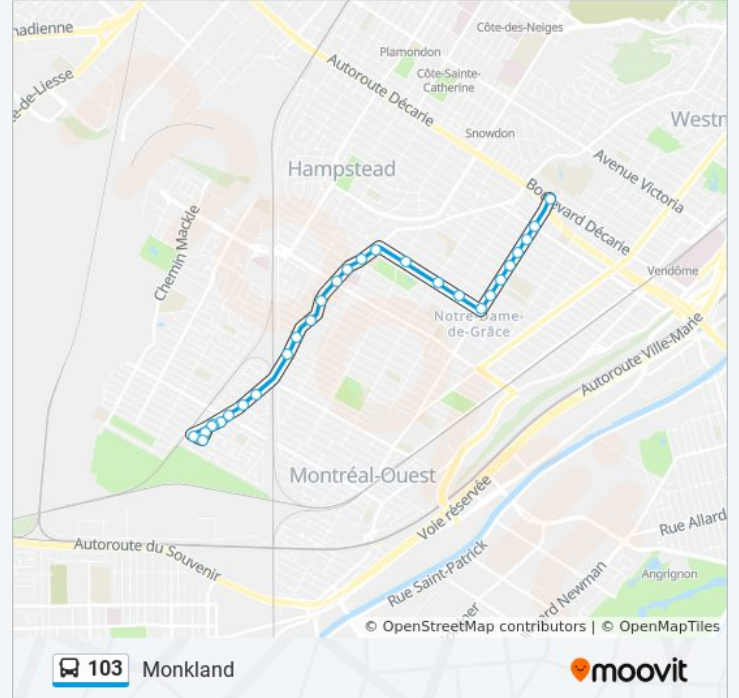 nadienne
Côte-des-Neiges
Plamondon
Côte-Sainte-
Catherine
e-de-Liesse
Autoroute Décarie
Westm
Snowdon
Hampstead
Avenue Victoria
Boulevard Décarie
Chemin Mackle
Vendôme
Notre-Dame-
de-Grâce
Autoroute Ville-Marie
Montréal-Ouest
Voie réservée
Rue Allard
Autoroute du Souvenir
Rue Saint-Patrick
Angrignon
ard Newman
© OpenStreetMap contributors | © OpenMapTiles
103 Monkland
moovit